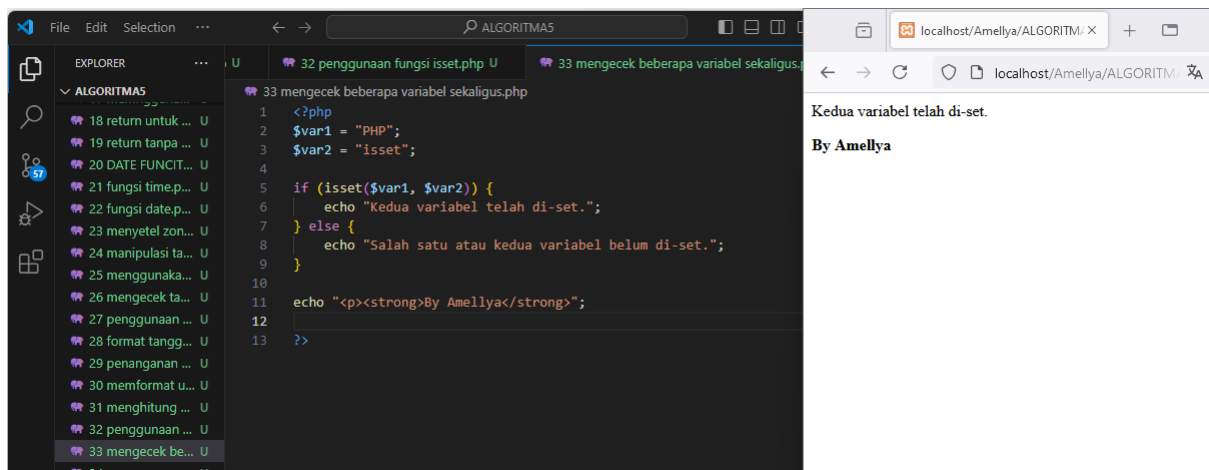 File Edit Selection ... ALGORITMA5
EXPLORER ...
ALGORITMA5
18 return untuk ... U
19 return tanpa ... U
20 DATE FUNCIT... U
21 fungsi time.p... U
22 fungsi date.p... U
23 menyetel zon... U
24 manipulasi ta... U
25 menggunaka... U
26 mengecek ta... U
27 penggunaan ... U
28 format tangg... U
29 penanganan ... U
30 memformat u... U
31 menghitung ... U
32 penggunaan ... U
33 mengecek be... U
57
U 32 penggunaan fungsi isset.php U 33 mengecek beberapa variabel sekaligus.p
33 mengecek beberapa variabel sekaligus.php
1 <?php
2 $var1 = "PHP";
3 $var2 = "isset";
4
5 if (isset($var1, $var2)) {
6 echo "Kedua variabel telah di-set.";
7 } else {
8 echo "Salah satu atau kedua variabel belum di-set.";
9 }
10
11 echo "<p><strong>By Amellya</strong>";
12
13 ?>
localhost/Amellya/ALGORITM
localhost/Amellya/ALGORITM
Kedua variabel telah di-set.
By Amellya